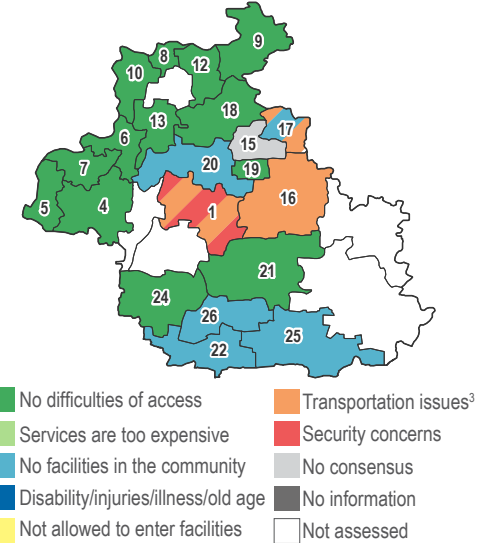 9
8
12
10
18
13
17
6
15
7
20
19
16
5
4
1
21
24
26
25
22
No difficulties of access
Services are too expensive
No facilities in the community
Disability/injuries/illness/old age
Not allowed to enter facilities
Transportation issues³
Security concerns
No consensus
No information
Not assessed